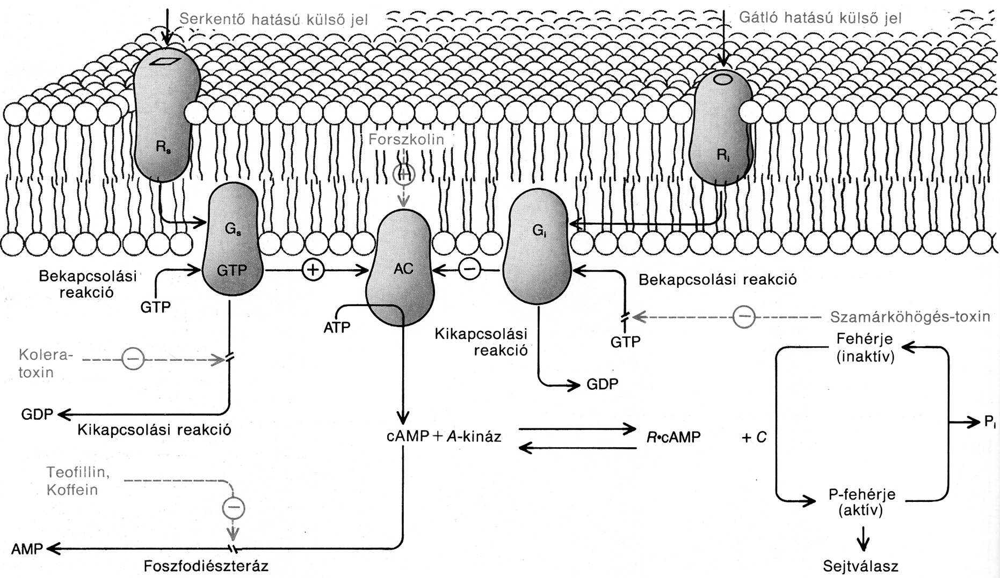 Serkentő hatású külső jel
Gátló hatású külső jel
Forszkolin
+
Rs
Ri
Gs
Gi
GTP
+
AC
−
Bekapcsolási
reakció
GTP
Bekapcsolási reakció
ATP
Kikapcsolási
reakció
GTP
−
Szamárköhögés-toxin
Kolera-
toxin
−
Fehérje
(inaktív)
GDP
GDP
Kikapcsolási reakció
cAMP + A-kináz
R•cAMP
+ C
Pi
Teofillin,
Koffein
−
P-fehérje
(aktív)
AMP
Foszfodiészteráz
Sejtválasz